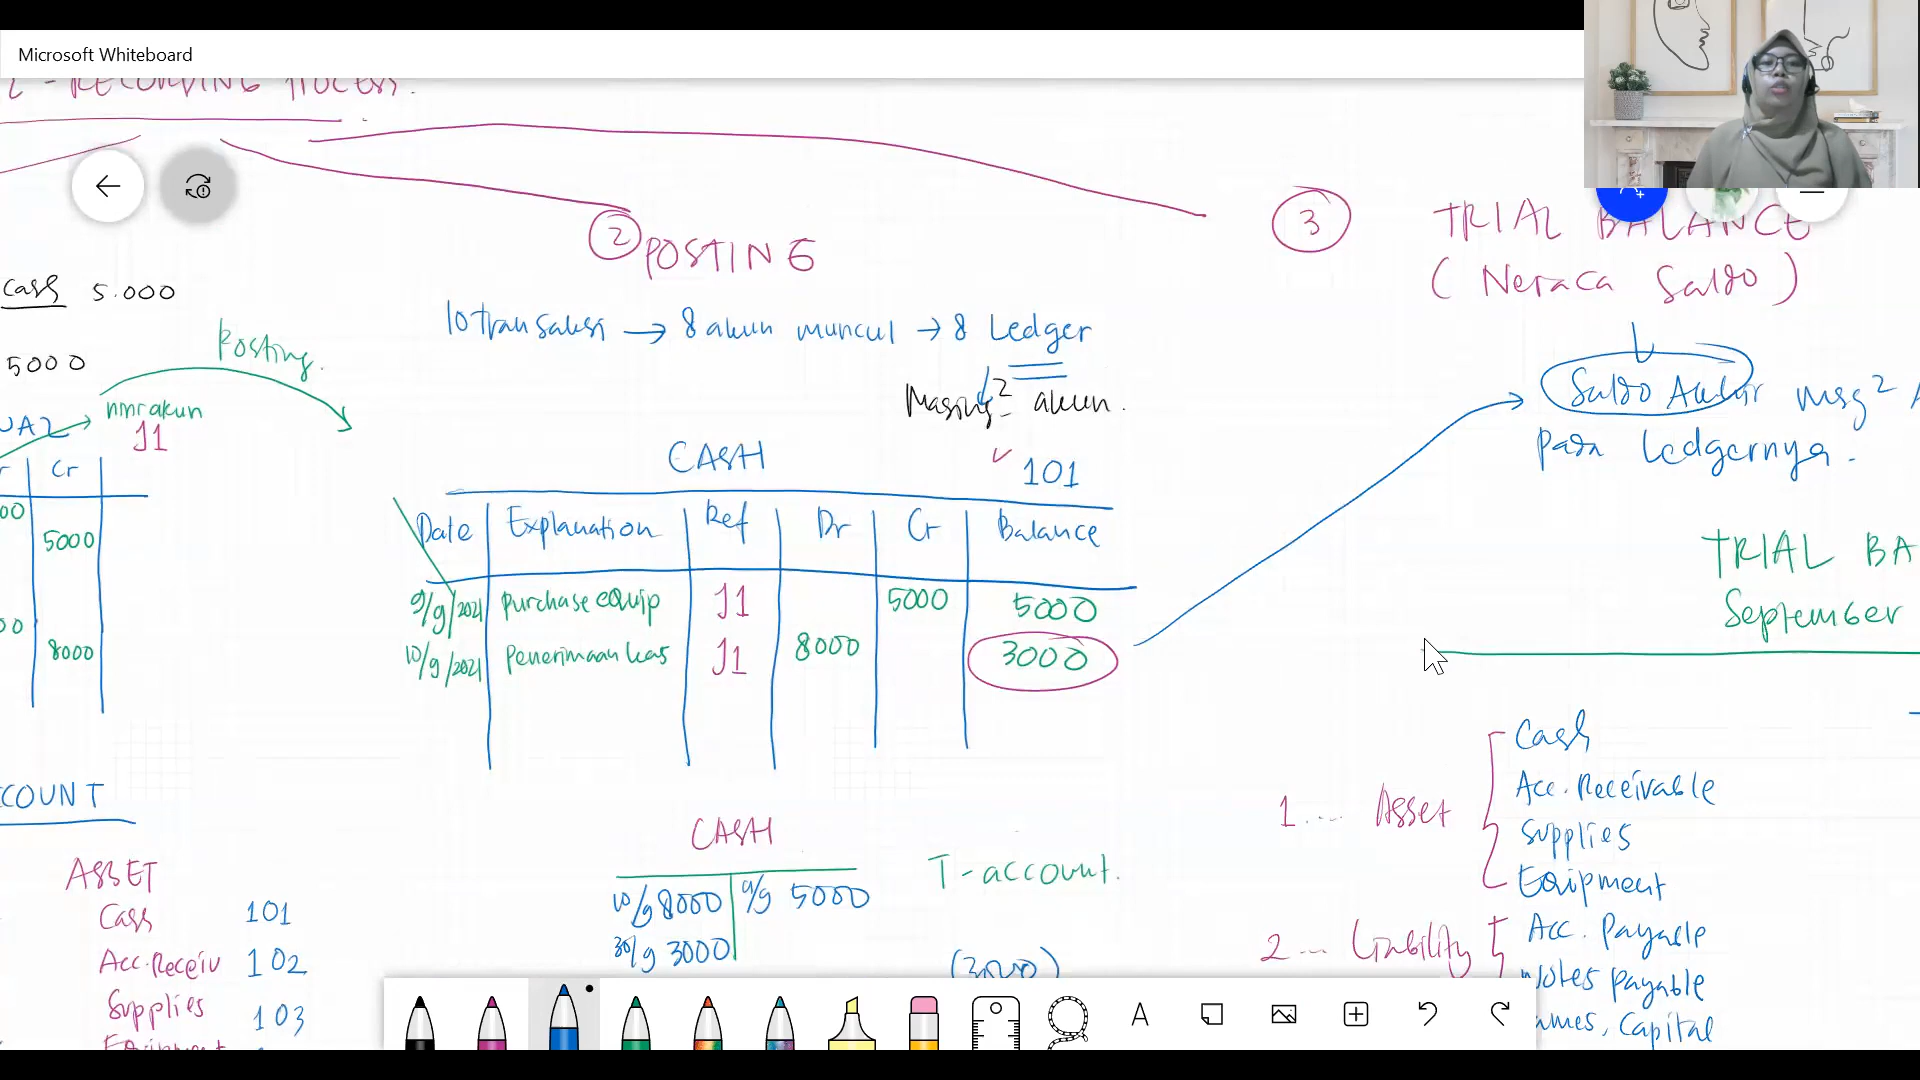 Microsoft Whiteboard
2 - RECORDING PROCESS.
Cash 5.000
5000
Posting.
nmr akun
J1
Cr
5000
8000
2 POSTING
10 transaksi → 8 akun muncul → 8 Ledger
Masing2 akun.
CASH
101
Date Explanation Ref Dr Cr Balance
9/9/2021 purchase equip J1 5000 5000
10/9/2021 penerimaan kas J1 8000 3000
CASH
T-account.
10/9 8000 9/9 5000
30/9 3000
(3000)
3 TRIAL BALANCE
(Neraca Saldo)
Saldo Akhir msg2
pada Ledgernya.
TRIAL BA
September
1.... Asset
Cash
Acc. Receivable
Supplies
Equipment
2... Liability
Acc. Payable
Notes payable
ames, Capital
COUNT
ASSET
Cash 101
Acc.Receiv 102
Supplies 103
Equipment
A